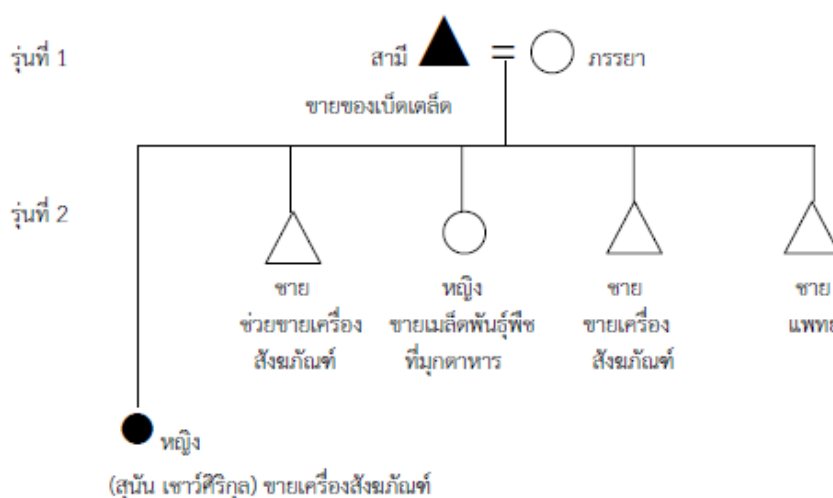 รุ่นที่ 1
สามี = ภรรยา
ขายของเบ็ดเตล็ด
รุ่นที่ 2
ชาย หญิง ชาย ชาย
ช่วยขายเครื่อง ขายเมล็ดพันธุ์พืช ขายเครื่อง
สังฆภัณฑ์ ที่มุกดาหาร สังฆภัณฑ์
หญิง
(สุนัน เชาว์ศิริกุล) ขายเครื่องสังฆภัณฑ์